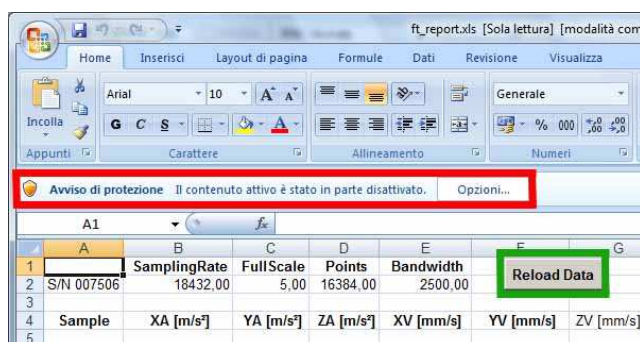 ft_report.xls [Sola lettura] [modalità com
Home Inserisci Layout di pagina Formule Dati Revisione Visualizza
Arial 10 A A Generale
Incolla G C S A % 000 ,00 ,00
Appunti Carattere Allineamento Numeri
Avviso di protezione Il contenuto attivo è stato in parte disattivato. Opzioni...
A1 fx
A B C D E F G
1 SamplingRate FullScale Points Bandwidth Reload Data
2 S/N 007506 18432,00 5,00 16384,00 2500,00
3
4 Sample XA [m/s²] YA [m/s²] ZA [m/s²] XV [mm/s] YV [mm/s] ZV [mm/s]
5